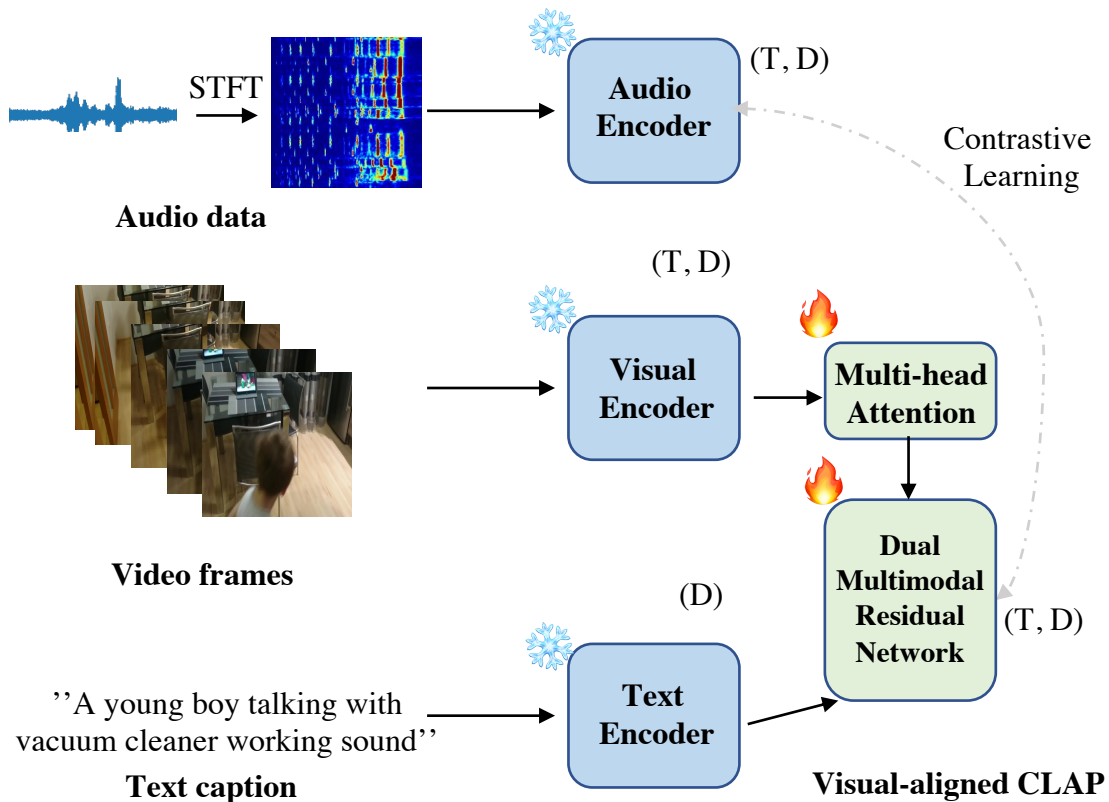 STFT
Audio
Encoder
(T, D)
Contrastive
Learning
Audio data
(T, D)
Visual
Encoder
Multi-head
Attention
Video frames
Dual
Multimodal
Residual
Network
(T, D)
(D)
Text
Encoder
’’A young boy talking with
vacuum cleaner working sound’’
Text caption
Visual-aligned CLAP